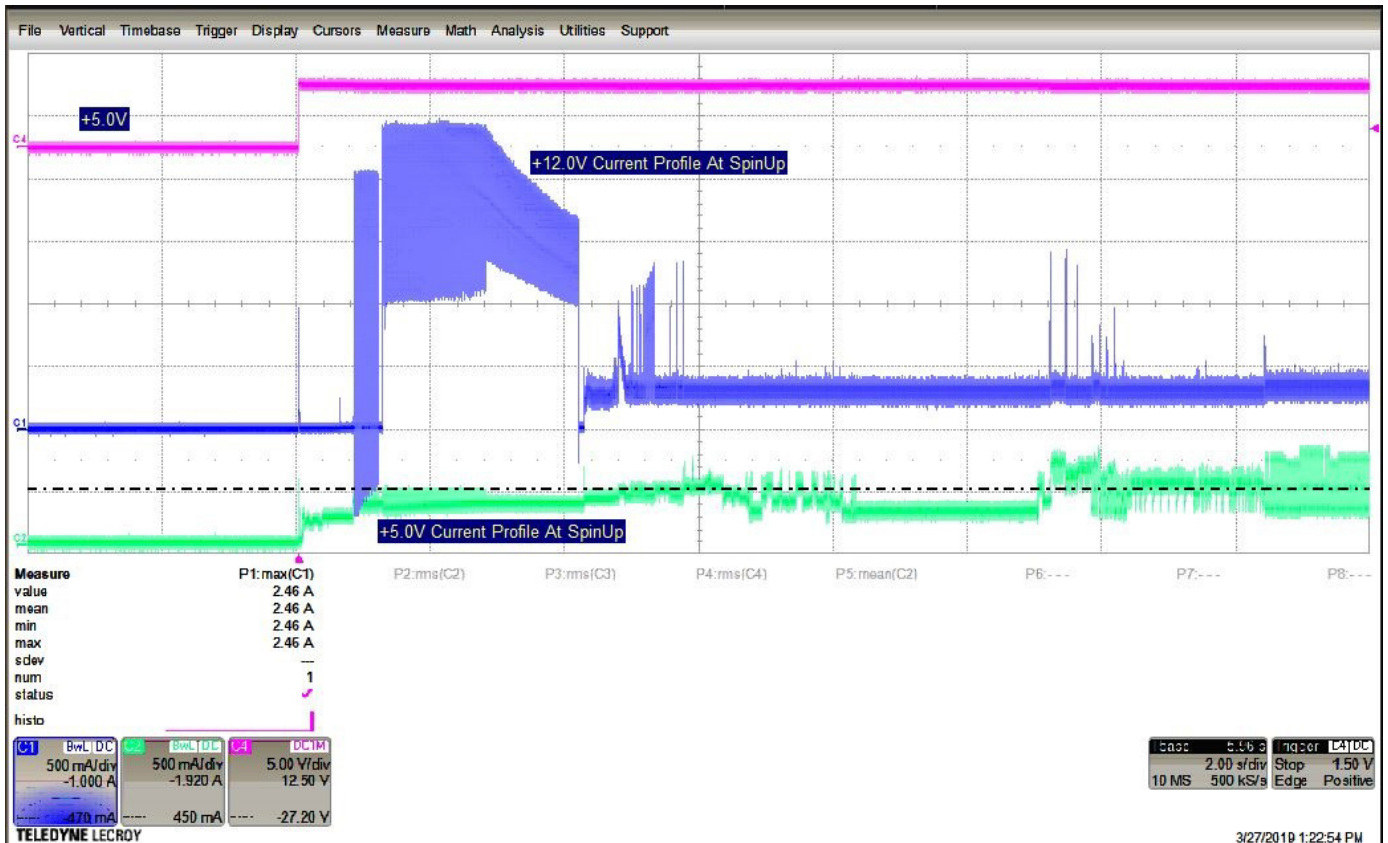 File Vertical Timebase Trigger Display Cursors Measure Math Analysis Utilities Support
C4
+5.0V
+12.0V Current Profile At SpinUp
C1
C2
+5.0V Current Profile At SpinUp
Measure P1:max(C1) P2:rms(C2) P3:rms(C3) P4:rms(C4) P5:mean(C2) P6:--- P7:--- P8:---
value 2.46 A
mean 2.46 A
min 2.46 A
max 2.46 A
sdev ---
num 1
status
histo
C1 BwL DC C2 BwL DC C4 DC1M
500 mA/div 500 mA/div 5.00 V/div
-1.000 A -1.920 A 12.50 V
---- -470 mA ---- 450 mA ---- -27.20 V
Tbase 5.56 s Trigger C4 DC
2.00 s/div Stop 1.50 V
10 MS 500 kS/s Edge Positive
TELEDYNE LECROY
3/27/2019 1:22:54 PM